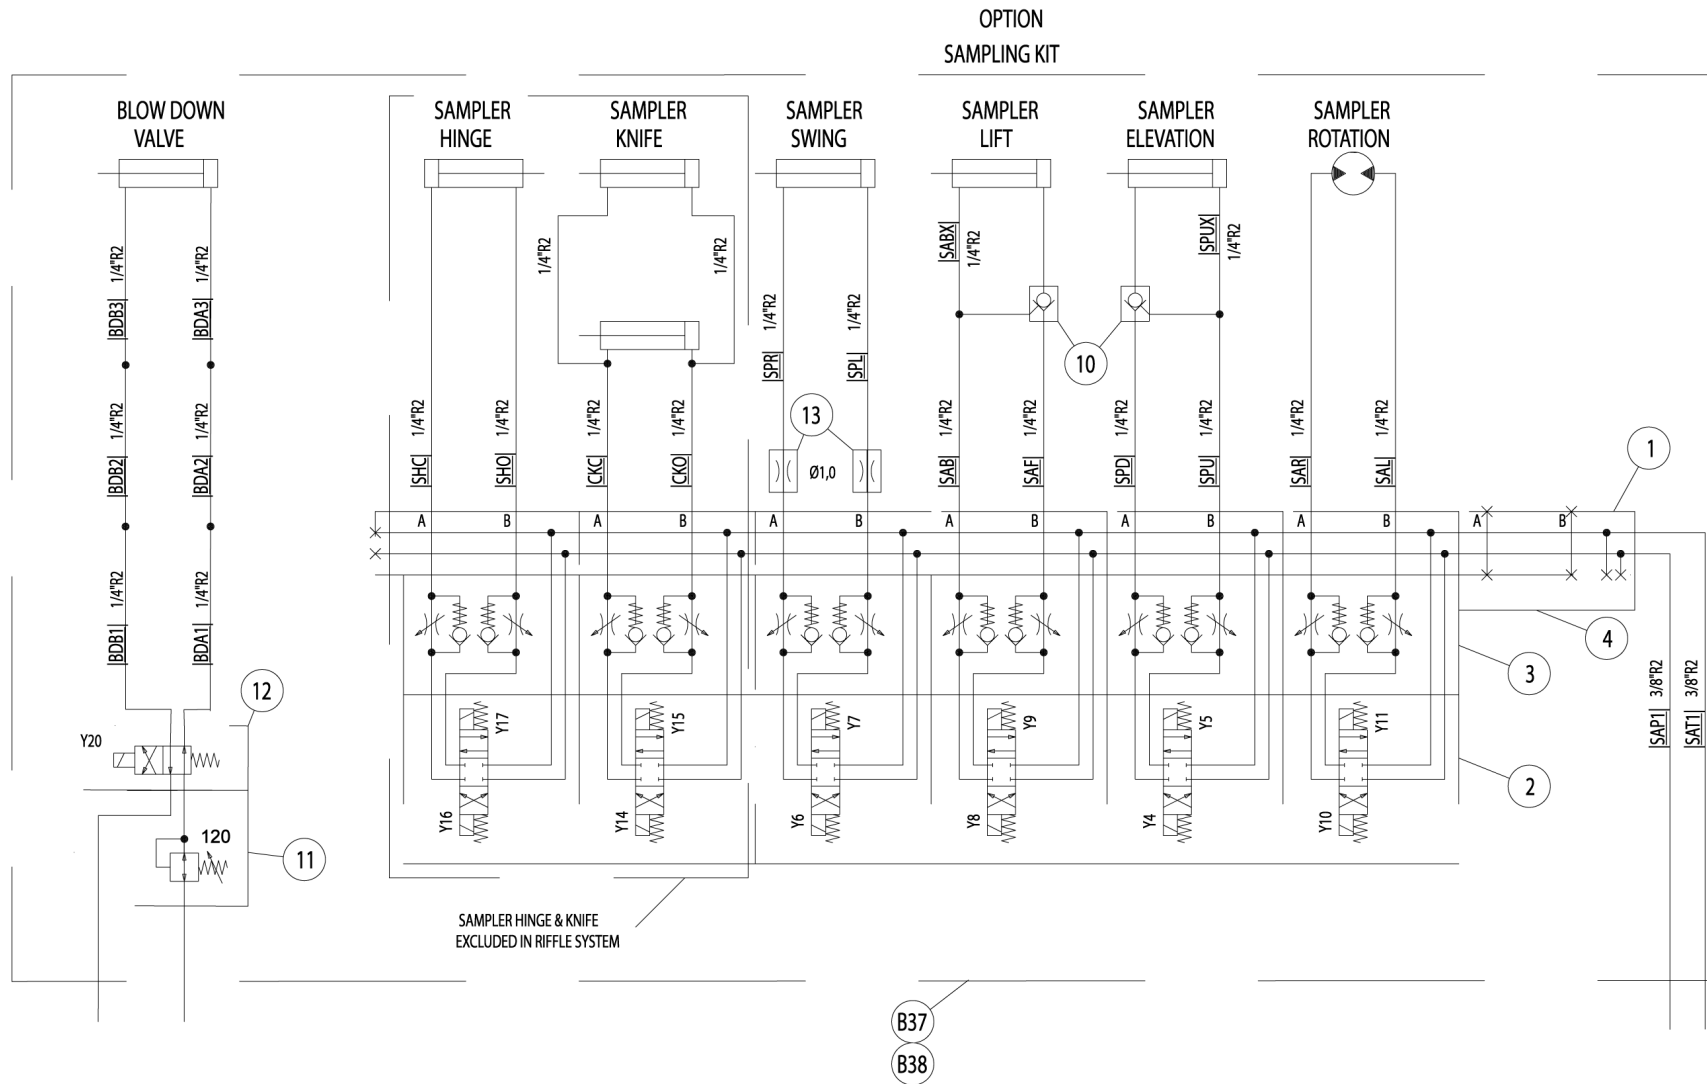 OPTION
SAMPLING KIT
BLOW DOWN
VALVE
SAMPLER
HINGE
SAMPLER
KNIFE
SAMPLER
SWING
SAMPLER
LIFT
SAMPLER
ELEVATION
SAMPLER
ROTATION
BDB3 1/4"R2
BDA3 1/4"R2
1/4"R2
1/4"R2
SPR 1/4"R2
SPL 1/4"R2
SABX
1/4"R2
SPUX
1/4"R2
10
BDB2 1/4"R2
BDA2 1/4"R2
SHC 1/4"R2
SHO 1/4"R2
CKC 1/4"R2
CKO 1/4"R2
13
Ø1,0
SAB 1/4"R2
SAF 1/4"R2
SPD 1/4"R2
SPU 1/4"R2
SAR 1/4"R2
SAL 1/4"R2
1
A B A B A B A B A B A B A B
BDB1 1/4"R2
BDA1 1/4"R2
4
3
12
SAP1 3/8"R2
SAT1 3/8"R2
Y20
Y17
Y15
Y7
Y9
Y5
Y11
2
Y16
Y14
Y6
Y8
Y4
Y10
120
11
SAMPLER HINGE & KNIFE
EXCLUDED IN RIFFLE SYSTEM
B37
B38